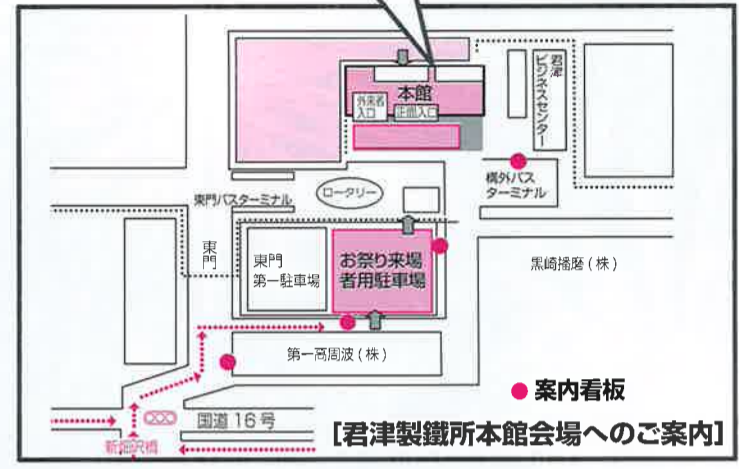 本館
外来者
入口
正面入口
君津
ビジネスセンター
構外バス
ターミナル
東門バスターミナル
ロータリー
東門
東門
第一駐車場
お祭り来場
者用駐車場
黒崎播磨(株)
第一高周波(株)
案内看板
国道16号
新畑沢橋
[君津製鐵所本館会場へのご案内]